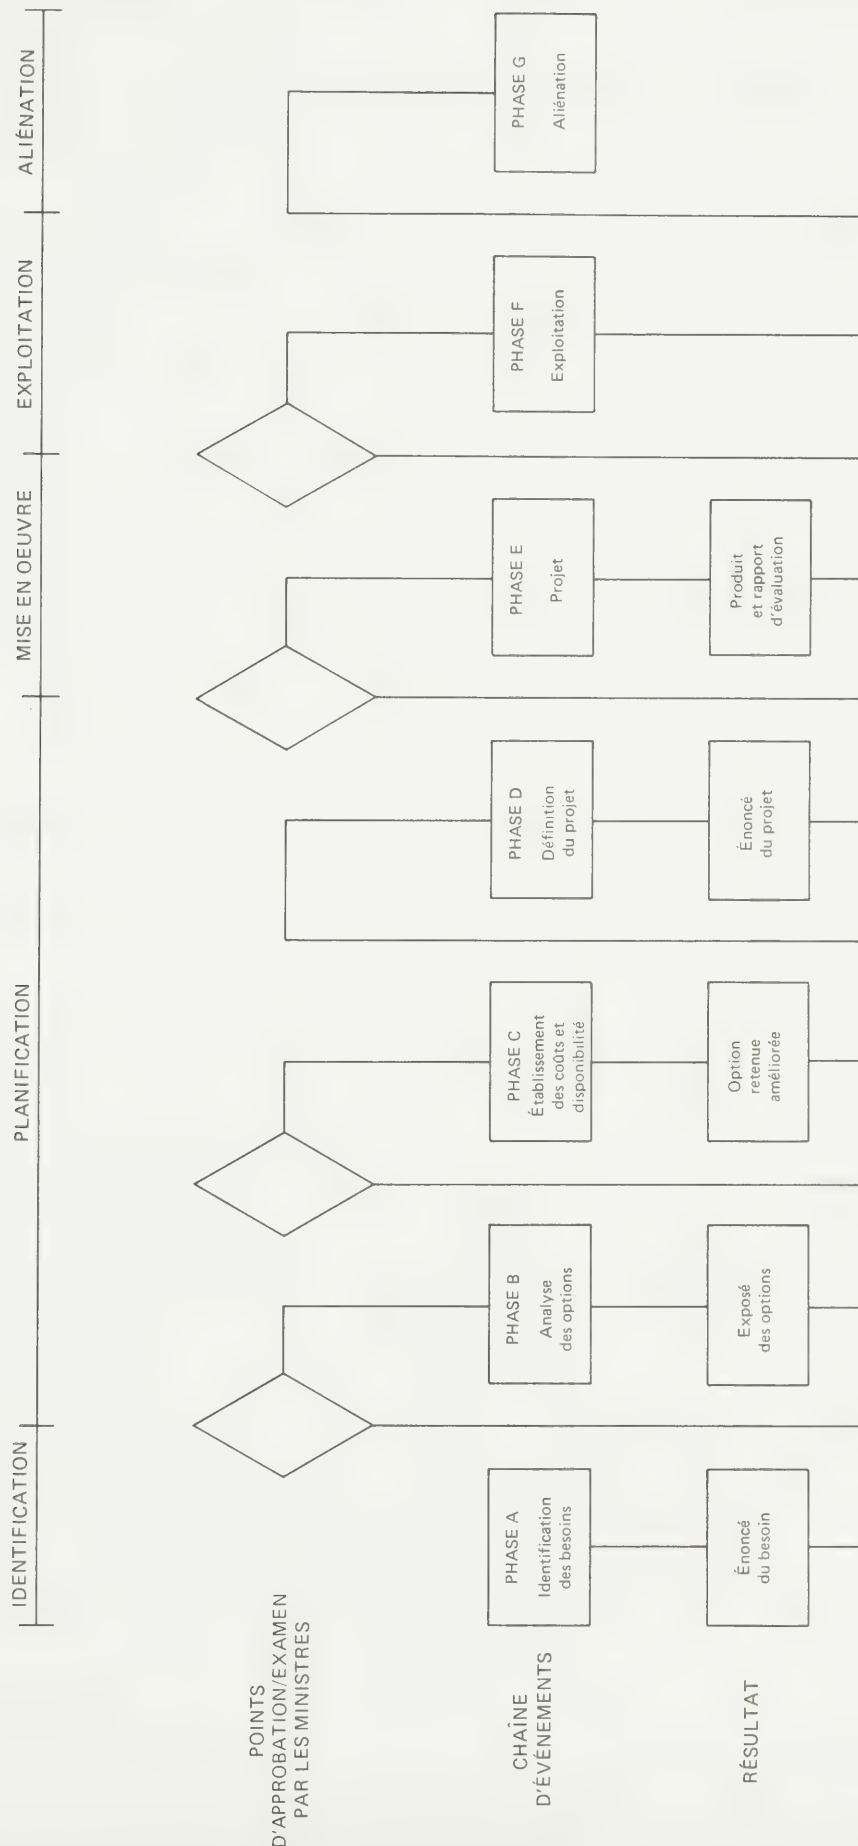 IDENTIFICATION
PLANIFICATION
MISE EN OEUVRE
EXPLOITATION
ALIÉNATION
POINTS
D'APPROBATION/EXAMEN
PAR LES MINISTRES
CHAÎNE
D'ÉVÉNEMENTS
PHASE A
Identification
des besoins
PHASE B
Analyse
des options
PHASE C
Établissement
des coûts et
disponibilité
PHASE D
Définition
du projet
PHASE E
Projet
PHASE F
Exploitation
PHASE G
Aliénation
RÉSULTAT
Énoncé
du besoin
Exposé
des options
Option
retenue
améliorée
Énoncé
du projet
Produit
et rapport
d'évaluation